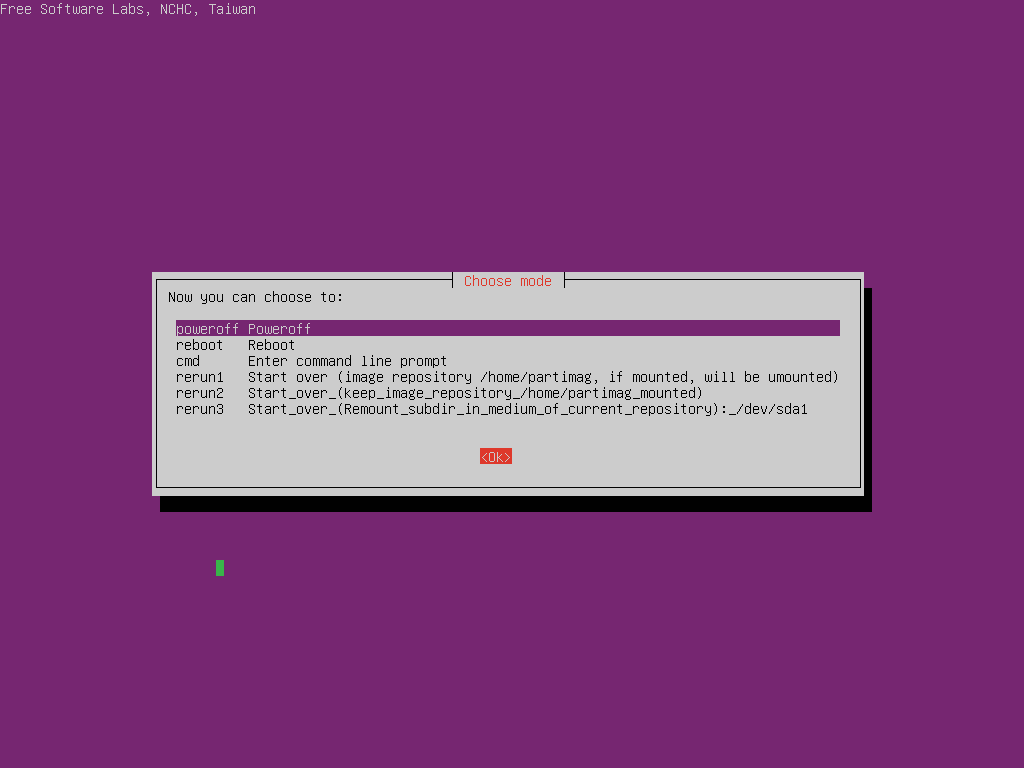 Free Software Labs, NCHC, Taiwan
Choose mode
Now you can choose to:
poweroff Poweroff
reboot Reboot
cmd Enter command line prompt
rerun1 Start over (image repository /home/partimag, if mounted, will be umounted)
rerun2 Start_over_(keep_image_repository_/home/partimag_mounted)
rerun3 Start_over_(Remount_subdir_in_medium_of_current_repository):_/dev/sda1
<Ok>